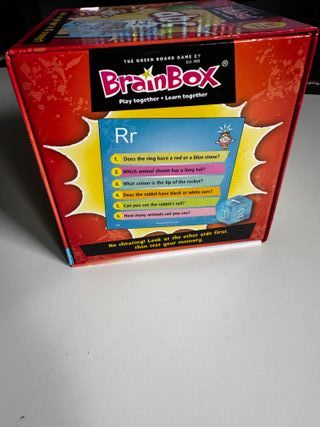 THE GREEN BOARD GAME Cº
Est. 1991
BrainBox®
Play together • Learn together
Rr
1. Does the ring have a red or a blue stone?
2. Which animal shown has a long tail?
3. What colour is the tip of the rocket?
4. Does the rabbit have black or white ears?
5. Can you see the rabbit's tail?
6. How many animals can you see?
No cheating! Look at the other side first,
then test your memory.